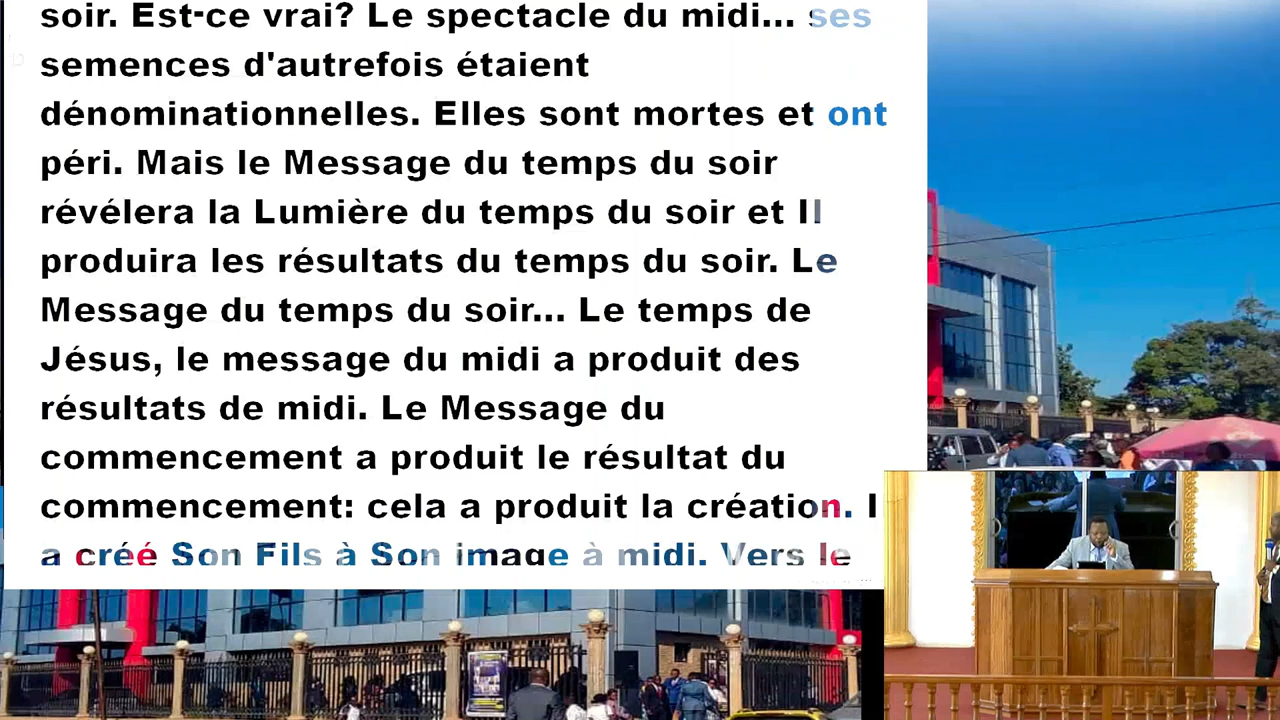 soir. Est-ce vrai? Le spectacle du midi... ses
semences d'autrefois étaient
dénominationnelles. Elles sont mortes et ont
péri. Mais le Message du temps du soir
révélera la Lumière du temps du soir et Il
produira les résultats du temps du soir. Le
Message du temps du soir... Le temps de
Jésus, le message du midi a produit des
résultats de midi. Le Message du
commencement a produit le résultat du
commencement: cela a produit la création. I
a créé Son Fils à Son image à midi. Vers le